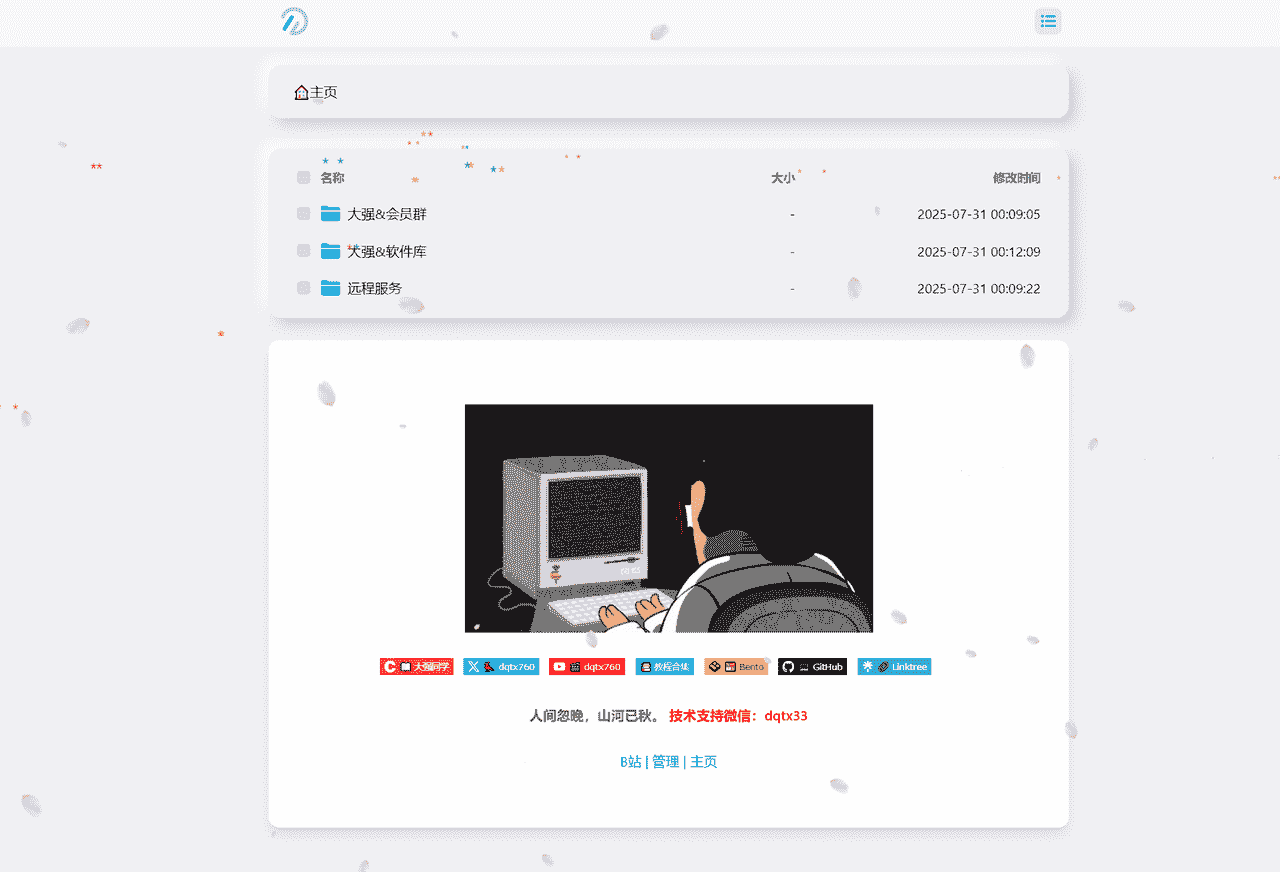 主页
名称 大小 修改时间
大强&会员群 - 2025-07-31 00:09:05
大强&软件库 - 2025-07-31 00:12:09
远程服务 - 2025-07-31 00:09:22
大强同学 dqtx760 dqtx760 教程合集 Bento GitHub Linktree
人间忽晚，山河已秋。 技术支持微信：dqtx33
B站 | 管理 | 主页